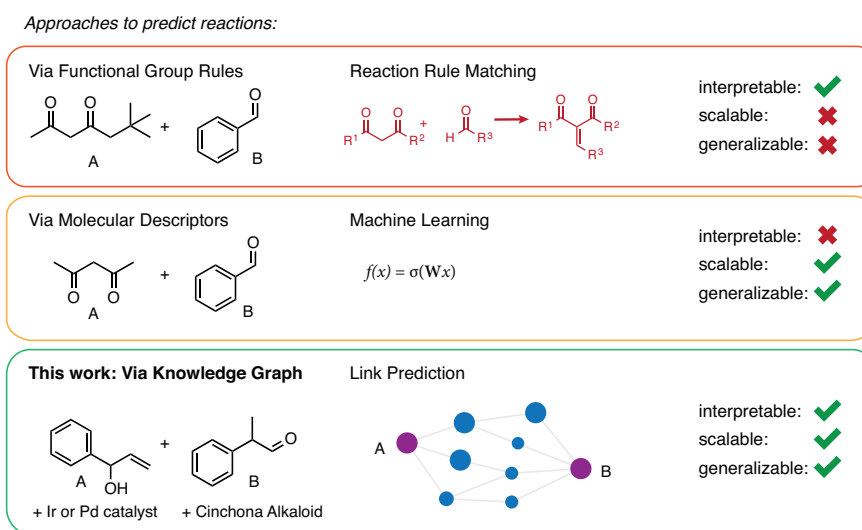 Approaches to predict reactions:
Via Functional Group Rules
Reaction Rule Matching
O O
+
O
A
B
O O
R1 R2
+
O
H R3
O O
R1 R2
R3
interpretable:
scalable:
generalizable:
Via Molecular Descriptors
Machine Learning
O O
A
+
O
B
f(x) = σ(Wx)
interpretable:
scalable:
generalizable:
This work: Via Knowledge Graph
Link Prediction
A
OH
+
O
B
+ Ir or Pd catalyst
+ Cinchona Alkaloid
A
B
interpretable:
scalable:
generalizable: